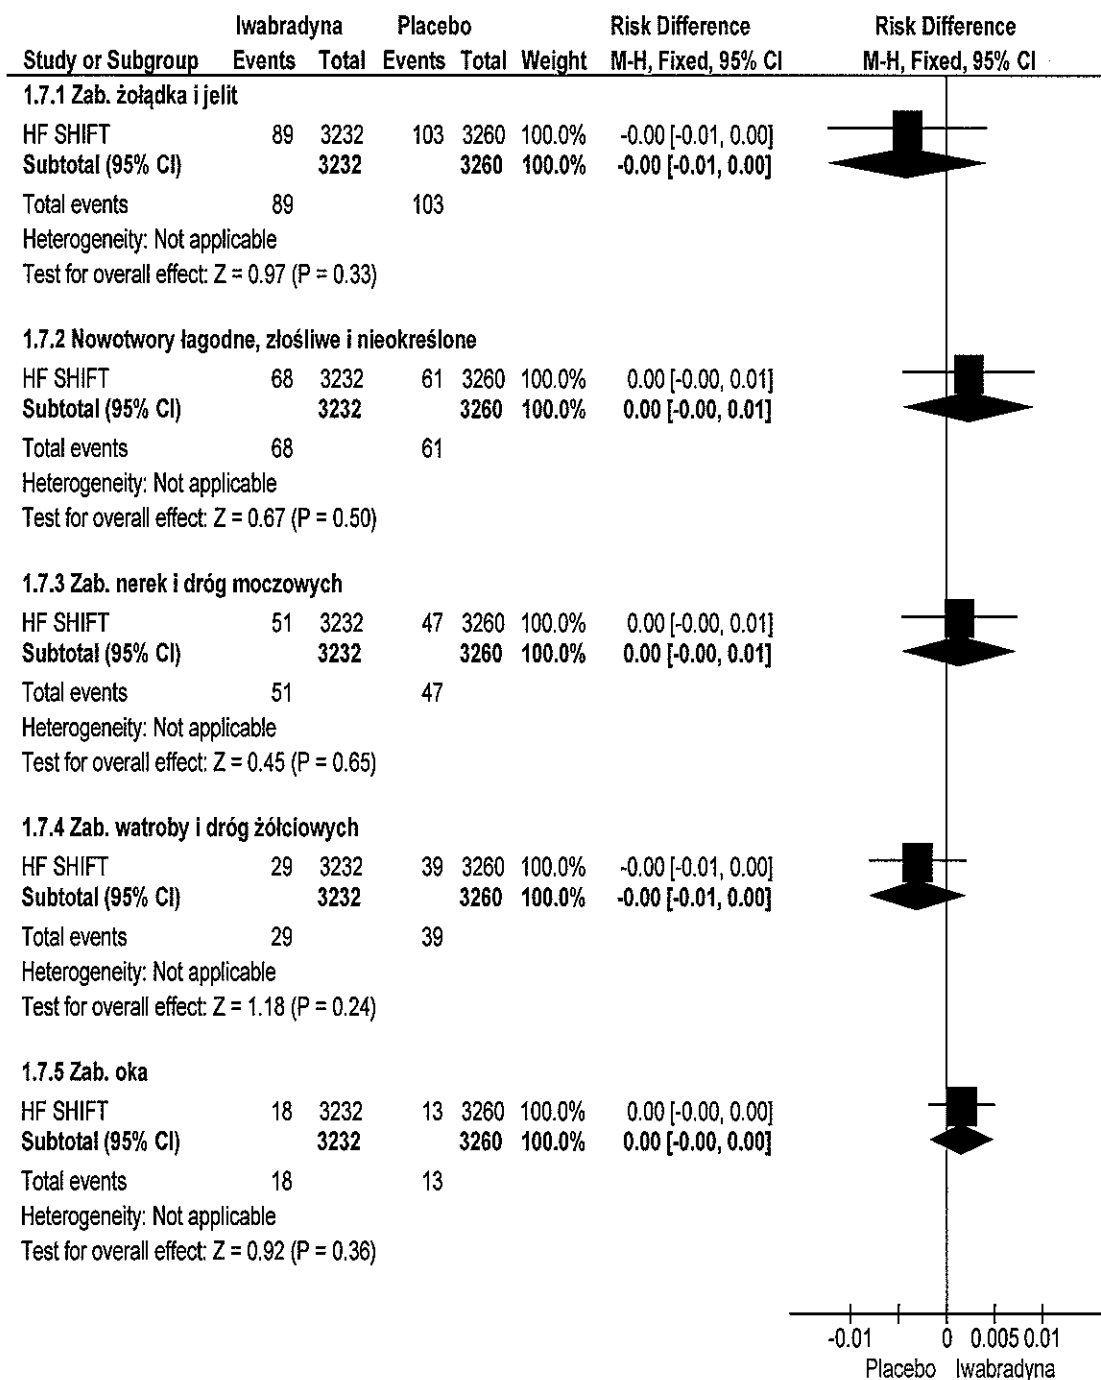 Iwabradyna Placebo Risk Difference Risk Difference
Study or Subgroup Events Total Events Total Weight M-H, Fixed, 95% CI M-H, Fixed, 95% CI
1.7.1 Zab. żołądka i jelit
HF SHIFT 89 3232 103 3260 100.0% -0.00 [-0.01, 0.00]
Subtotal (95% CI) 3232 3260 100.0% -0.00 [-0.01, 0.00]
Total events 89 103
Heterogeneity: Not applicable
Test for overall effect: Z = 0.97 (P = 0.33)
1.7.2 Nowotwory łagodne, złośliwe i nieokreślone
HF SHIFT 68 3232 61 3260 100.0% 0.00 [-0.00, 0.01]
Subtotal (95% CI) 3232 3260 100.0% 0.00 [-0.00, 0.01]
Total events 68 61
Heterogeneity: Not applicable
Test for overall effect: Z = 0.67 (P = 0.50)
1.7.3 Zab. nerek i dróg moczowych
HF SHIFT 51 3232 47 3260 100.0% 0.00 [-0.00, 0.01]
Subtotal (95% CI) 3232 3260 100.0% 0.00 [-0.00, 0.01]
Total events 51 47
Heterogeneity: Not applicable
Test for overall effect: Z = 0.45 (P = 0.65)
1.7.4 Zab. watroby i dróg żółciowych
HF SHIFT 29 3232 39 3260 100.0% -0.00 [-0.01, 0.00]
Subtotal (95% CI) 3232 3260 100.0% -0.00 [-0.01, 0.00]
Total events 29 39
Heterogeneity: Not applicable
Test for overall effect: Z = 1.18 (P = 0.24)
1.7.5 Zab. oka
HF SHIFT 18 3232 13 3260 100.0% 0.00 [-0.00, 0.00]
Subtotal (95% CI) 3232 3260 100.0% 0.00 [-0.00, 0.00]
Total events 18 13
Heterogeneity: Not applicable
Test for overall effect: Z = 0.92 (P = 0.36)
-0.01 0 0.005 0.01
Placebo Iwabradyna